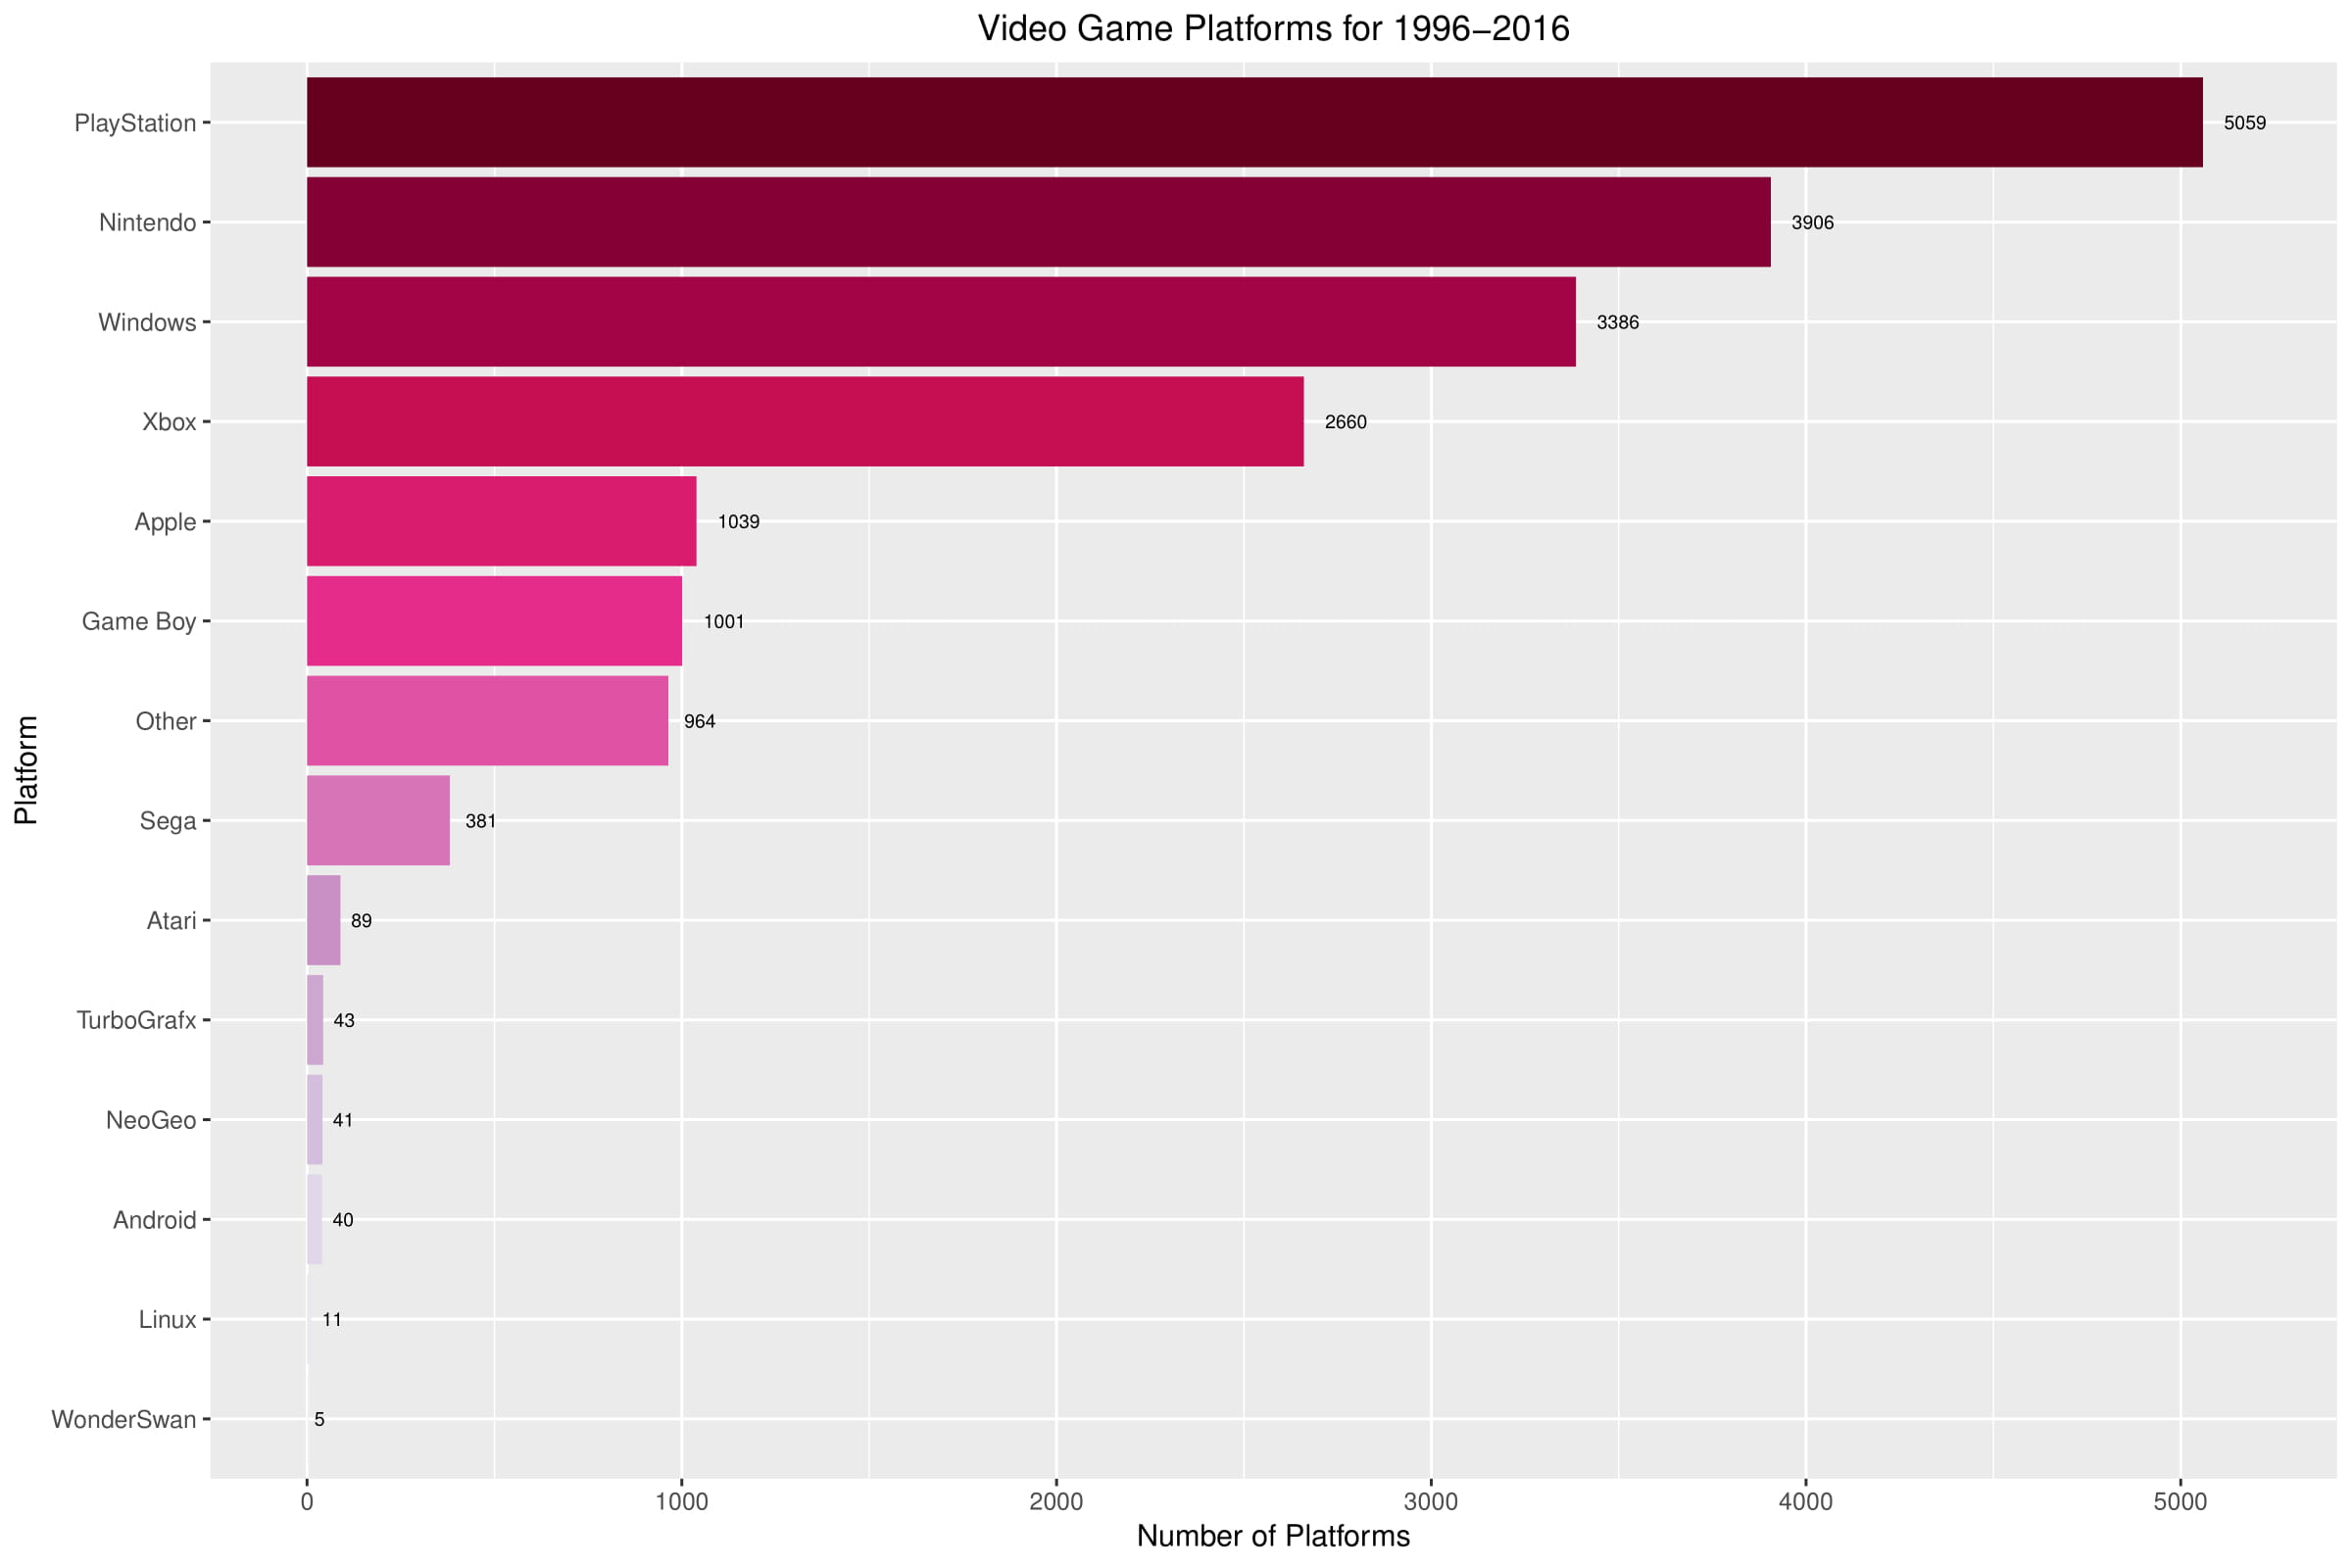 Video Game Platforms for 1996−2016
PlayStation
5059
Nintendo
3906
Windows
3386
Xbox
2660
Apple
1039
Game Boy
1001
Other
964
Platform
Sega
381
Atari
89
TurboGrafx
43
NeoGeo
41
Android
40
Linux
11
WonderSwan
5
0 1000 2000 3000 4000 5000
Number of Platforms